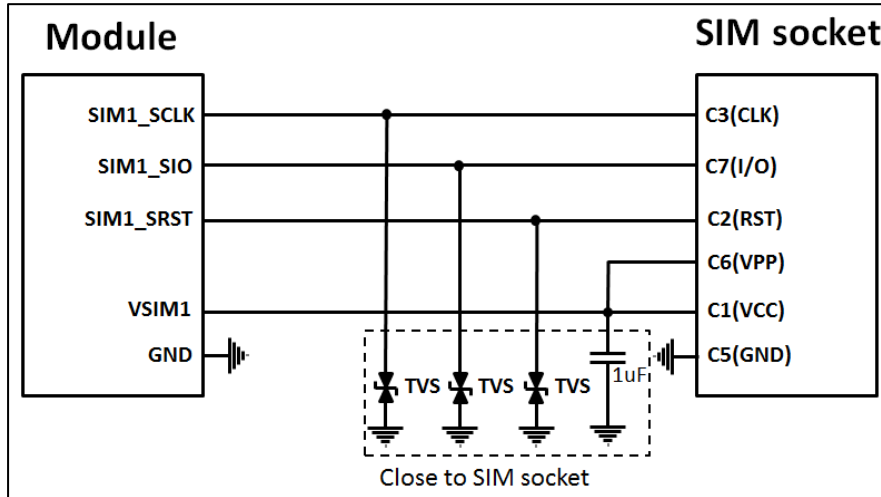 Module
SIM socket
SIM1_SCLK
C3(CLK)
SIM1_SIO
C7(I/O)
SIM1_SRST
C2(RST)
C6(VPP)
VSIM1
C1(VCC)
GND
C5(GND)
1uF
TVS
TVS
TVS
Close to SIM socket